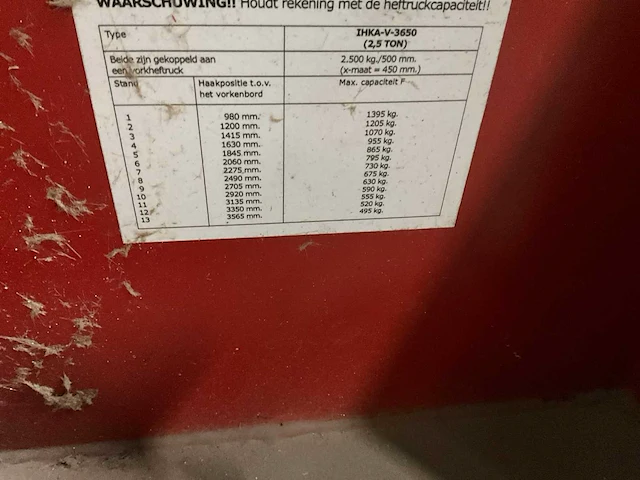 WAARSCHUWING!! Houdt rekening met de heftruckcapaciteit!!
Type IHKA-V-3650
(2,5 TON)
Beide zijn gekoppeld aan 2.500 kg./500 mm.
een vorkheftruck (x-maat = 450 mm.)
Stand Haakpositie t.o.v. Max. capaciteit F
het vorkenbord
1 980 mm. 1395 kg.
2 1200 mm. 1205 kg.
3 1415 mm. 1070 kg.
4 1630 mm. 955 kg.
5 1845 mm. 865 kg.
6 2060 mm. 795 kg.
7 2275 mm. 730 kg.
8 2490 mm. 675 kg.
9 2705 mm. 630 kg.
10 2920 mm. 590 kg.
11 3135 mm. 555 kg.
12 3350 mm. 520 kg.
13 3565 mm. 495 kg.